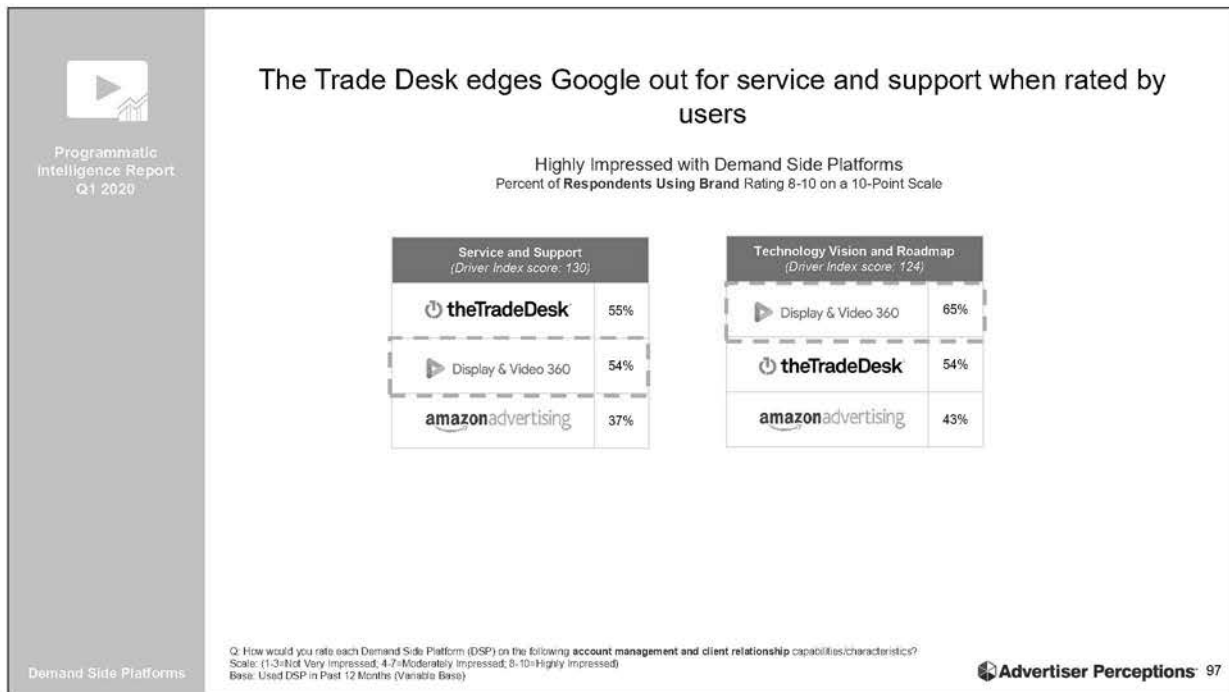 Programmatic
Intelligence Report
Q1 2020
The Trade Desk edges Google out for service and support when rated by
users
Highly Impressed with Demand Side Platforms
Percent of Respondents Using Brand Rating 8-10 on a 10-Point Scale
Service and Support
(Driver Index score: 130)
theTradeDesk 55%
Display & Video 360 54%
amazonadvertising 37%
Technology Vision and Roadmap
(Driver Index score: 124)
Display & Video 360 65%
theTradeDesk 54%
amazonadvertising 43%
Q: How would you rate each Demand Side Platform (DSP) on the following account management and client relationship capabilities/characteristics?
Scale: (1-3=Not Very Impressed; 4-7=Moderately Impressed; 8-10=Highly Impressed)
Base: Used DSP in Past 12 Months (Variable Base)
Demand Side Platforms
Advertiser Perceptions 97